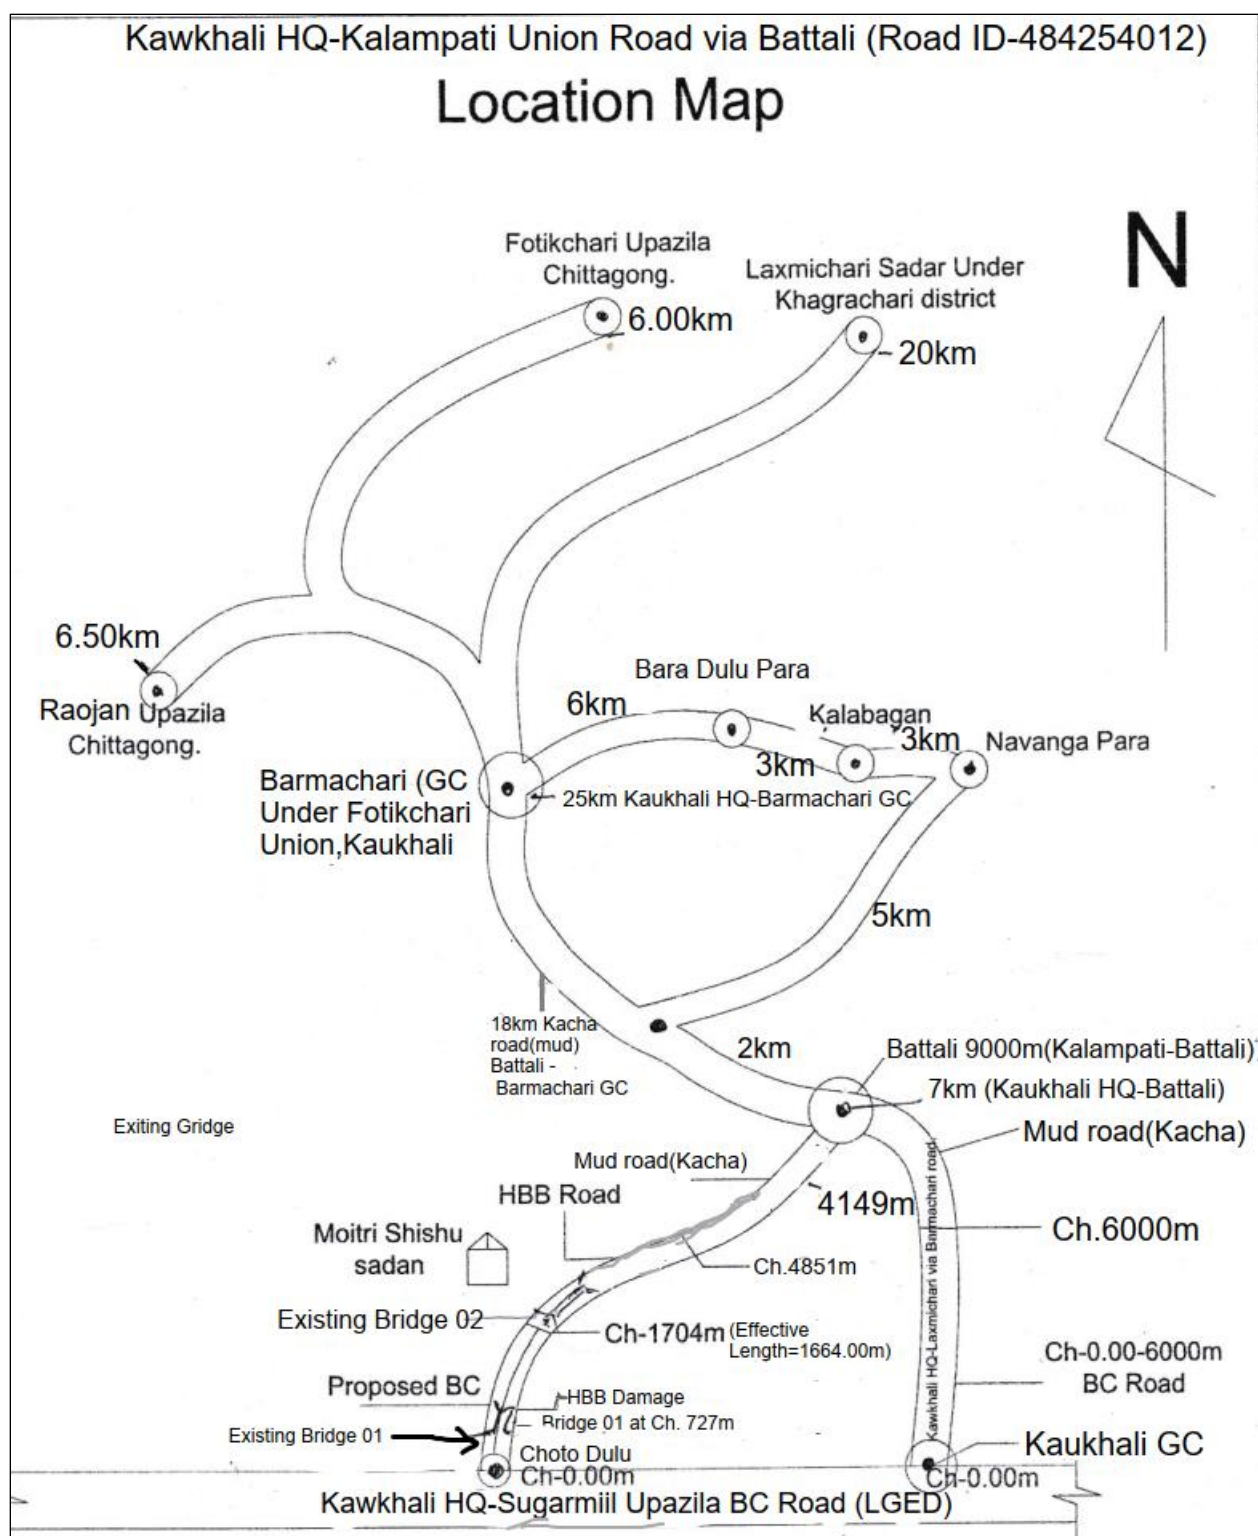 Kawkhali HQ-Kalampati Union Road via Battali (Road ID-484254012)
Location Map
N
Fotikchari Upazila
Chittagong.
6.00km
Laxmichari Sadar Under
Khagrachari district
20km
6.50km
Raojan Upazila
Chittagong.
Bara Dulu Para
6km
Kalabagan
3km
3km
Navanga Para
Barmachari (GC
Under Fotikchari
Union,Kaukhali
25km Kaukhali HQ-Barmachari GC
5km
18km Kacha
road(mud)
Battali -
Barmachari GC
2km
Battali 9000m(Kalampati-Battali)
7km (Kaukhali HQ-Battali)
Mud road(Kacha)
Exiting Gridge
Mud road(Kacha)
HBB Road
4149m
Ch.6000m
Moitri Shishu
sadan
Ch.4851m
Existing Bridge 02
Ch-1704m (Effective
Length=1664.00m)
Kawkhali HQ-Laxmichari via Barmachari road
Ch-0.00-6000m
BC Road
Proposed BC
HBB Damage
Bridge 01 at Ch. 727m
Existing Bridge 01
Choto Dulu
Ch-0.00m
Kaukhali GC
Ch-0.00m
Kawkhali HQ-Sugarmiil Upazila BC Road (LGED)